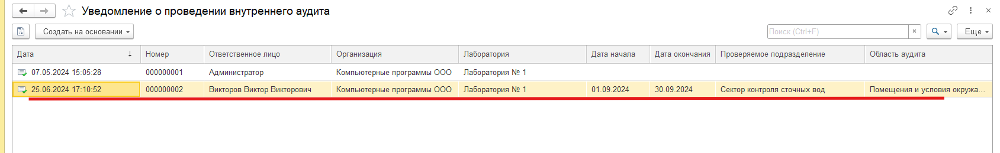 Уведомление о проведении внутреннего аудита
Создать на основании
Поиск (Ctrl+F)
×
Еще
Дата ↓ Номер Ответственное лицо Организация Лаборатория Дата начала Дата окончания Проверяемое подразделение Область аудита
07.05.2024 15:05:28 000000001 Администратор Компьютерные программы ООО Лаборатория № 1
25.06.2024 17:10:52 000000002 Викторов Виктор Викторович Компьютерные программы ООО Лаборатория № 1 01.09.2024 30.09.2024 Сектор контроля сточных вод Помещения и условия окружа...